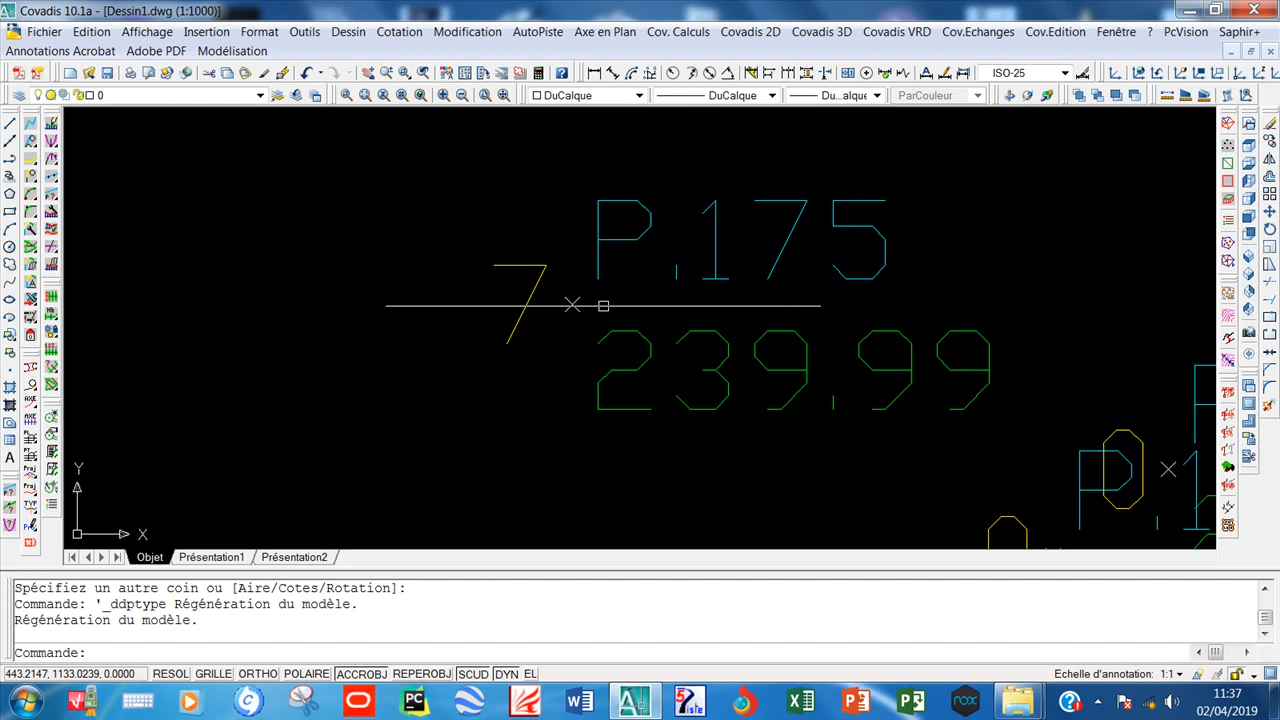 Covadis 10.1a - [Dessin1.dwg (1:1000)]
Fichier Edition Affichage Insertion Format Outils Dessin Cotation Modification AutoPiste Axe en Plan Cov. Calculs Covadis 2D Covadis 3D Covadis VRD Cov.Echanges Cov.Edition Fenêtre ? PcVision Saphir+
Annotations Acrobat Adobe PDF Modélisation
ISO-25
0 DuCalque DuCalque Du...alque ParCouleur
P.175
7
239.99
P.1
Y
X
Objet Présentation1 Présentation2
Spécifiez un autre coin ou [Aire/Cotes/Rotation]:
Commande: '_ddptype Régénération du modèle.
Régénération du modèle.
Commande:
443.2147, 1133.0239, 0.0000 RESOL GRILLE ORTHO POLAIRE ACCROBJ REPEROBJ SCUD DYN EL Echelle d'annotation: 1:1
11:37
02/04/2019